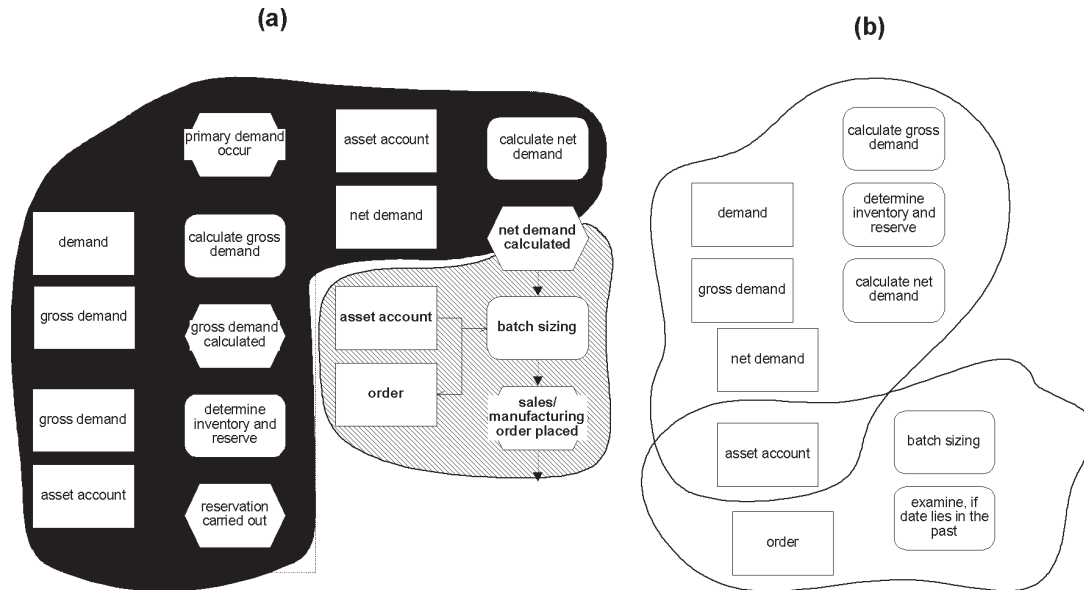 (a)
primary demand
occur
asset account
calculate net
demand
net demand
net demand
calculated
demand
calculate gross
demand
gross demand
gross demand
calculated
asset account
batch sizing
order
sales/
manufacturing
order placed
gross demand
determine
inventory and
reserve
asset account
reservation
carried out
(b)
calculate gross
demand
demand
determine
inventory and
reserve
gross demand
calculate net
demand
net demand
asset account
batch sizing
order
examine, if
date lies in the
past